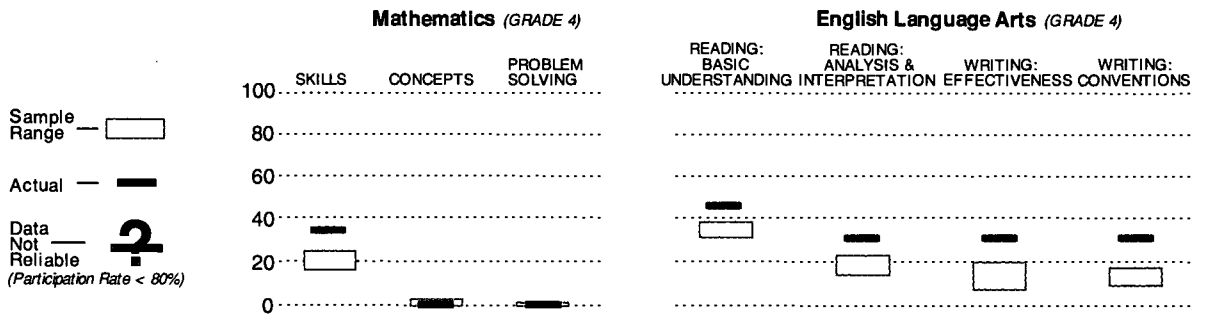 Mathematics (GRADE 4)
English Language Arts (GRADE 4)
SKILLS
CONCEPTS
PROBLEM
SOLVING
READING:
BASIC
UNDERSTANDING
READING:
ANALYSIS &
INTERPRETATION
WRITING:
EFFECTIVENESS
WRITING:
CONVENTIONS
100
80
60
40
20
0
Sample
Range
Actual
Data
Not
Reliable
?
(Participation Rate < 80%)